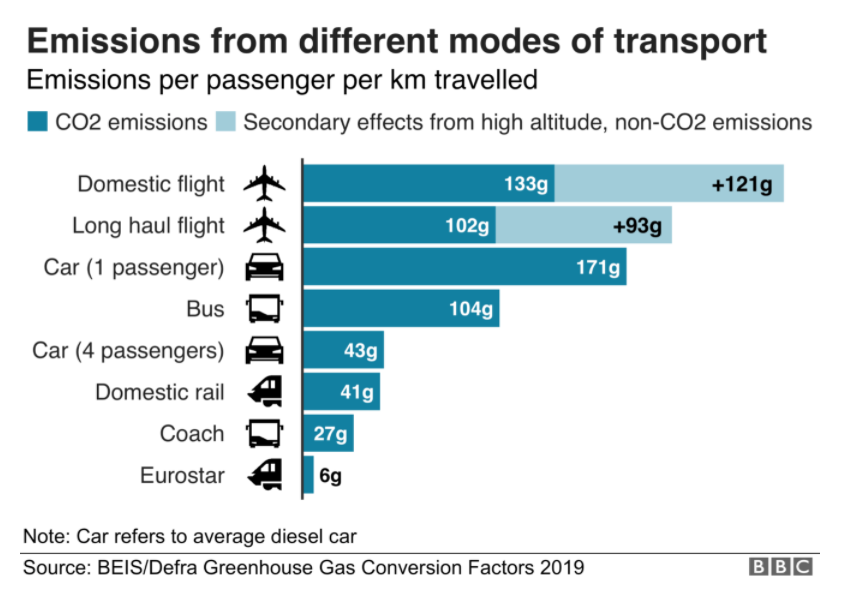 Emissions from different modes of transport
Emissions per passenger per km travelled
CO2 emissions Secondary effects from high altitude, non-CO2 emissions
Domestic flight 133g +121g
Long haul flight 102g +93g
Car (1 passenger) 171g
Bus 104g
Car (4 passengers) 43g
Domestic rail 41g
Coach 27g
Eurostar 6g
Note: Car refers to average diesel car
Source: BEIS/Defra Greenhouse Gas Conversion Factors 2019 BBC